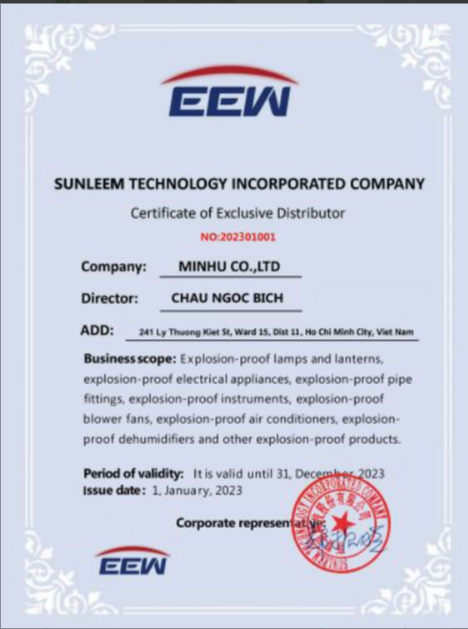 EEW
SUNLEEM TECHNOLOGY INCORPORATED COMPANY
Certificate of Exclusive Distributor
NO:202301001
Company: MINHU CO.,LTD
Director: CHAU NGOC BICH
ADD: 241 Ly Thuong Kiet St, Ward 15, Dist 11, Ho Chi Minh City, Viet Nam
Business scope: Explosion-proof lamps and lanterns,
explosion-proof electrical appliances, explosion-proof pipe
fittings, explosion-proof instruments, explosion-proof
blower fans, explosion-proof air conditioners, explosion-
proof dehumidifiers and other explosion-proof products.
Period of validity: It is valid until 31, December, 2023
Issue date: 1, January, 2023
Corporate representative:
EEW